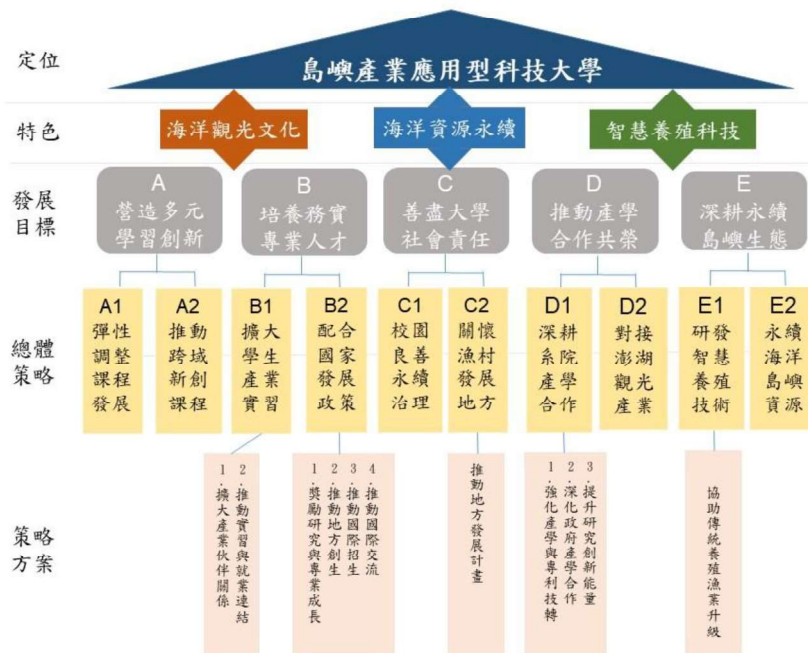 定位
島嶼產業應用型科技大學
特色
海洋觀光文化
海洋資源永續
智慧養殖科技
發展
目標
A
營造多元
學習創新
B
培養務實
專業人才
C
善盡大學
社會責任
D
推動產學
合作共榮
E
深耕永續
島嶼生態
總體
策略
A1
彈性
調整
課程
發展
A2
推動
跨域
新創
課程
B1
擴大
學生
產業
實習
B2
配合
國家
發展
政策
C1
校園
良善
永續
治理
C2
關懷
漁村
發展
地方
D1
深耕
系院
產學
合作
D2
對接
澎湖
觀光
產業
E1
研發
智慧
養殖
技術
E2
永續
海洋
島嶼
資源
策略
方案
1.擴大產業伙伴關係
2.推動實習與就業連結
1.獎勵研究與專業成長
2.推動地方創生
3.推動國際招生
4.推動國際交流
推動地方發展計畫
1.強化產學與專利技轉
2.深化政府產學合作
3.提升研究創新能量
協助傳統養殖漁業升級